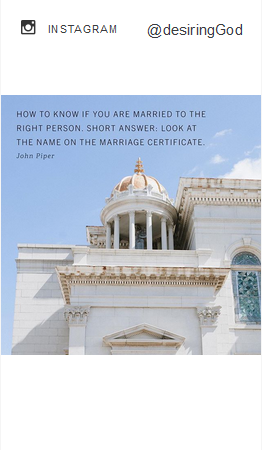 INSTAGRAM @desiringGod
HOW TO KNOW IF YOU ARE MARRIED TO THE
RIGHT PERSON. SHORT ANSWER: LOOK AT
THE NAME ON THE MARRIAGE CERTIFICATE.
John Piper